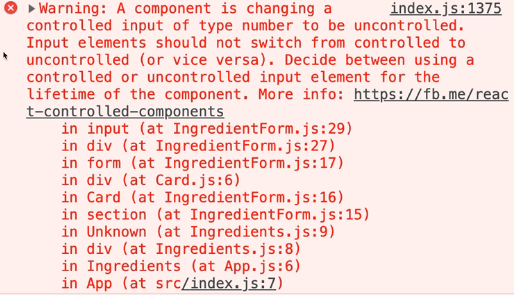 Warning: A component is changing a index.js:1375
controlled input of type number to be uncontrolled.
Input elements should not switch from controlled to
uncontrolled (or vice versa). Decide between using a
controlled or uncontrolled input element for the
lifetime of the component. More info: https://fb.me/reac
t-controlled-components
in input (at IngredientForm.js:29)
in div (at IngredientForm.js:27)
in form (at IngredientForm.js:17)
in div (at Card.js:6)
in Card (at IngredientForm.js:16)
in section (at IngredientForm.js:15)
in Unknown (at Ingredients.js:9)
in div (at Ingredients.js:8)
in Ingredients (at App.js:6)
in App (at src/index.js:7)